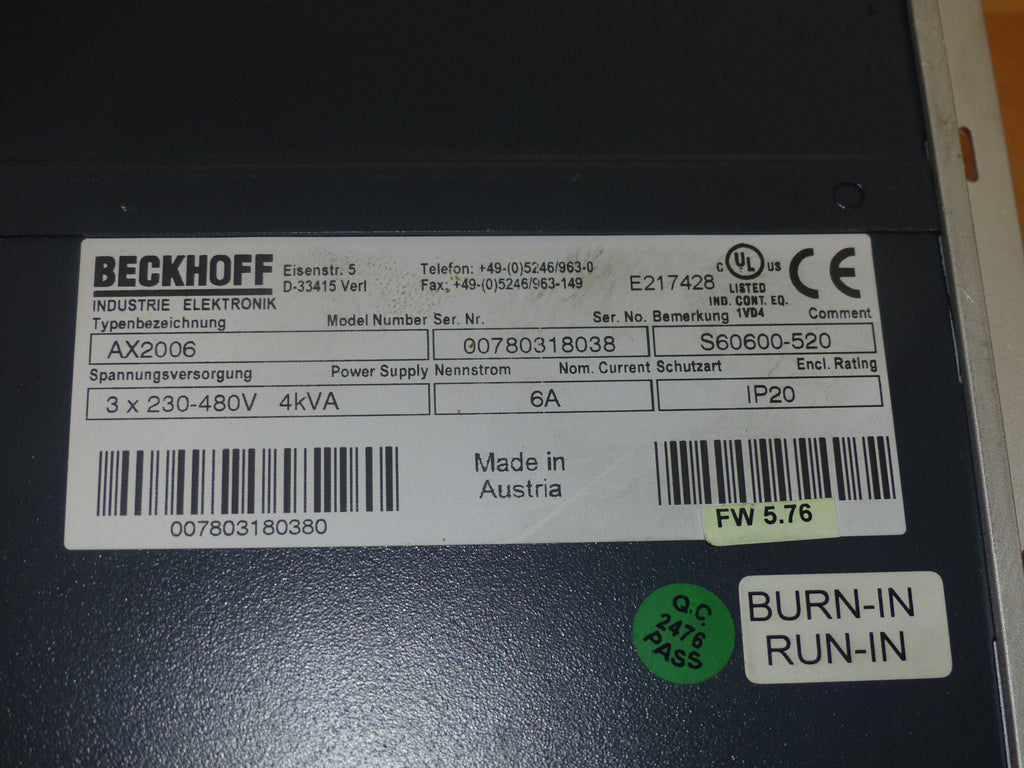 BECKHOFF
INDUSTRIE ELEKTRONIK
Eisenstr. 5
D-33415 Verl
Telefon: +49-(0)5246/963-0
Fax: +49-(0)5246/963-149
E217428
C UL US
LISTED
IND. CONT. EQ.
1VD4
CE
Typenbezeichnung Model Number
AX2006
Ser. Nr. Ser. No.
00780318038
Bemerkung Comment
S60600-520
Spannungsversorgung Power Supply
3 x 230-480V 4kVA
Nennstrom Nom. Current
6A
Schutzart Encl. Rating
IP20
007803180380
Made in
Austria
FW 5.76
Q.C.
2476
PASS
BURN-IN
RUN-IN